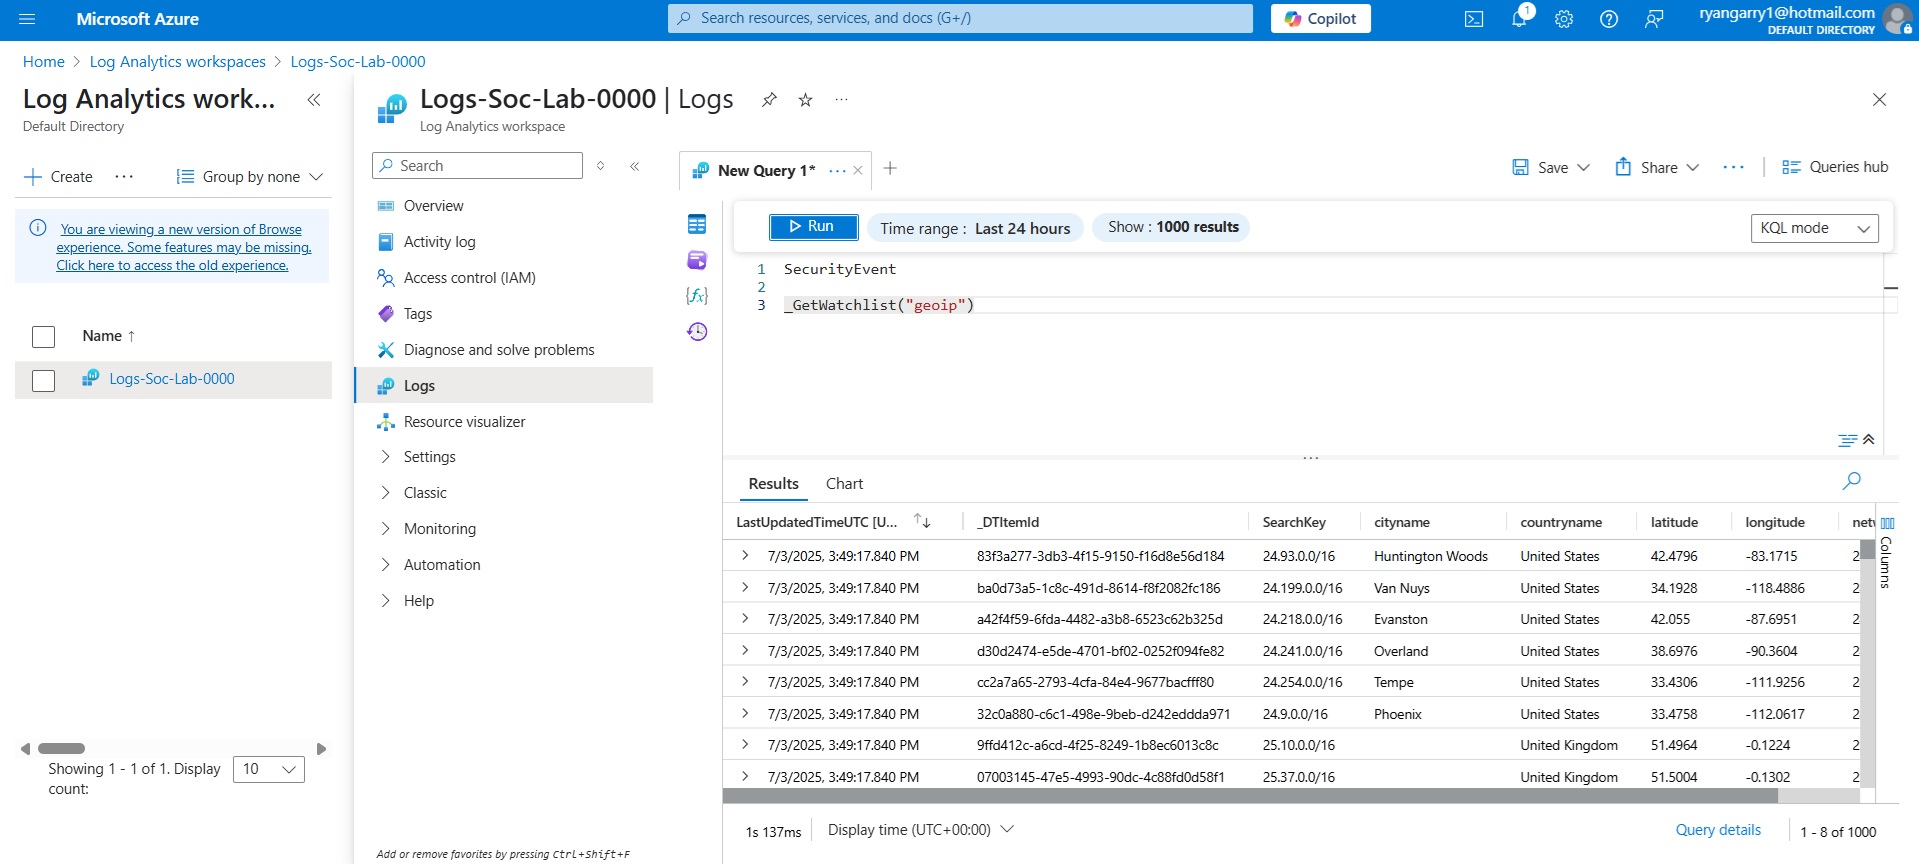 Microsoft Azure
Search resources, services, and docs (G+/)
Copilot
1
ryangarry1@hotmail.com
DEFAULT DIRECTORY
Home > Log Analytics workspaces > Logs-Soc-Lab-0000
Log Analytics work...
Default Directory
Create
Group by none
You are viewing a new version of Browse
experience. Some features may be missing.
Click here to access the old experience.
Name ↑
Logs-Soc-Lab-0000
Showing 1 - 1 of 1. Display
count:
10
Logs-Soc-Lab-0000 | Logs
Log Analytics workspace
Search
Overview
Activity log
Access control (IAM)
Tags
Diagnose and solve problems
Logs
Resource visualizer
Settings
Classic
Monitoring
Automation
Help
Add or remove favorites by pressing Ctrl+Shift+F
New Query 1*
Save
Share
Queries hub
Run
Time range : Last 24 hours
Show : 1000 results
KQL mode
1 SecurityEvent
2
3 _GetWatchlist("geoip")
Results
Chart
LastUpdatedTimeUTC [U... _DTItemId SearchKey cityname countryname latitude longitude net
7/3/2025, 3:49:17.840 PM 83f3a277-3db3-4f15-9150-f16d8e56d184 24.93.0.0/16 Huntington Woods United States 42.4796 -83.1715 2
7/3/2025, 3:49:17.840 PM ba0d73a5-1c8c-491d-8614-f8f2082fc186 24.199.0.0/16 Van Nuys United States 34.1928 -118.4886 2
7/3/2025, 3:49:17.840 PM a42f4f59-6fda-4482-a3b8-6523c62b325d 24.218.0.0/16 Evanston United States 42.055 -87.6951 2
7/3/2025, 3:49:17.840 PM d30d2474-e5de-4701-bf02-0252f094fe82 24.241.0.0/16 Overland United States 38.6976 -90.3604 2
7/3/2025, 3:49:17.840 PM cc2a7a65-2793-4cfa-84e4-9677bacfff80 24.254.0.0/16 Tempe United States 33.4306 -111.9256 2
7/3/2025, 3:49:17.840 PM 32c0a880-c6c1-498e-9beb-d242eddda971 24.9.0.0/16 Phoenix United States 33.4758 -112.0617 2
7/3/2025, 3:49:17.840 PM 9ffd412c-a6cd-4f25-8249-1b8ec6013c8c 25.10.0.0/16 United Kingdom 51.4964 -0.1224 2
7/3/2025, 3:49:17.840 PM 07003145-47e5-4993-90dc-4c88fd0d58f1 25.37.0.0/16 United Kingdom 51.5004 -0.1302 2
Columns
1s 137ms
Display time (UTC+00:00)
Query details
1 - 8 of 1000